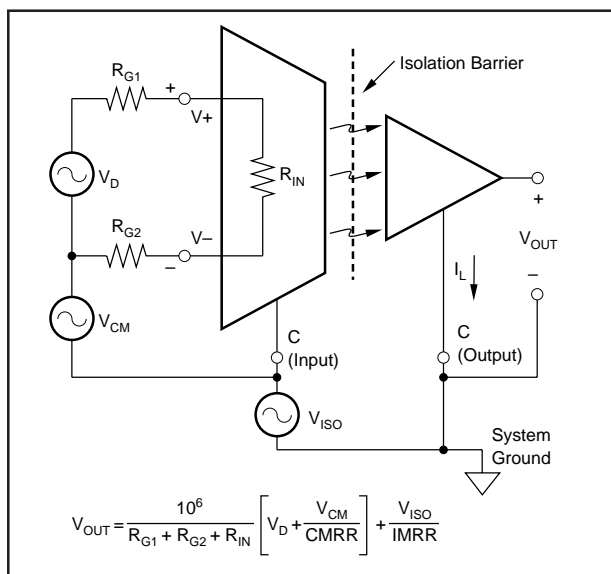 R_G1
+
V+
Isolation Barrier
V_D
R_IN
R_G2
V−
−
V_CM
+
V_OUT
−
I_L
C
(Input)
C
(Output)
V_ISO
System
Ground
V_OUT = 10^6 / (R_G1 + R_G2 + R_IN) [V_D + V_CM / CMRR] + V_ISO / IMRR